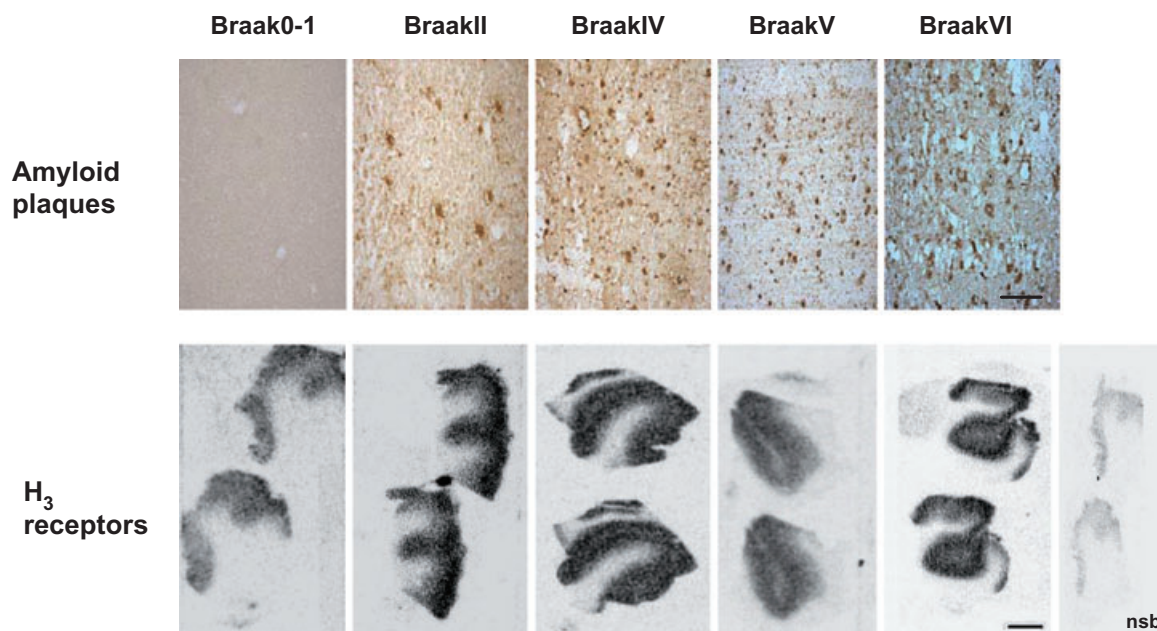 Braak0-1 BraakII BraakIV BraakV BraakVI
Amyloid
plaques
H₃
receptors
nsb